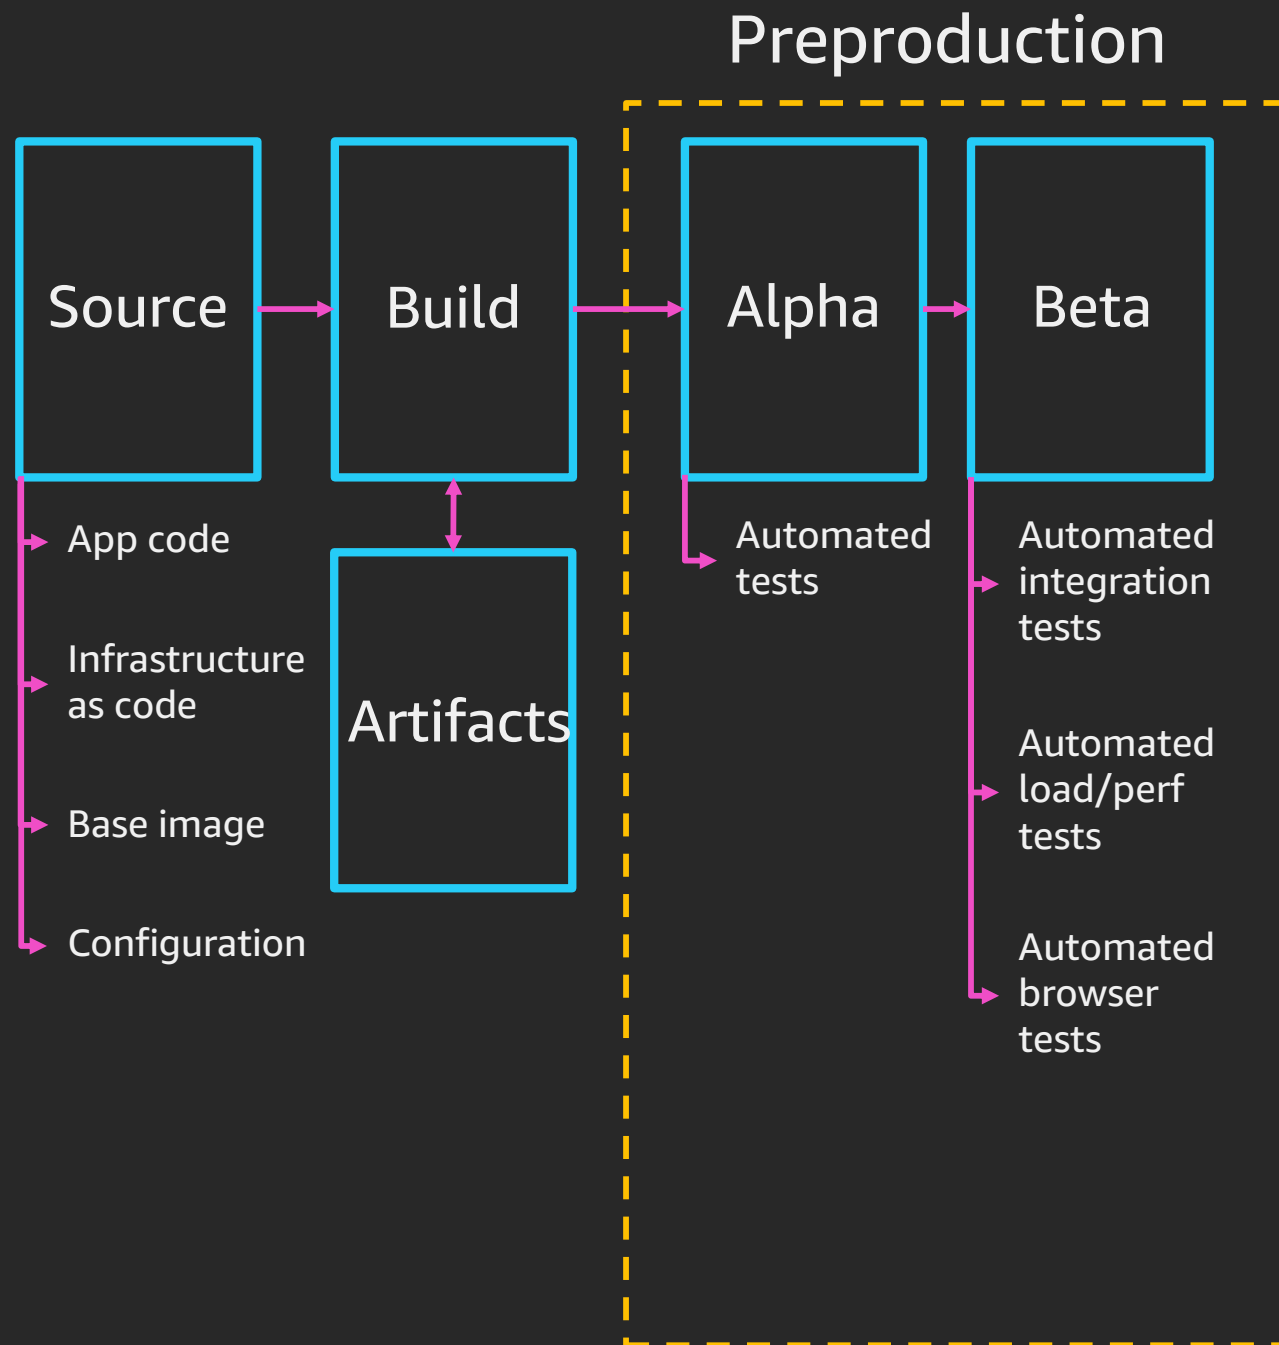 Preproduction
Source
Build
Alpha
Beta
App code
Infrastructure
as code
Base image
Configuration
Artifacts
Automated
tests
Automated
integration
tests
Automated
load/perf
tests
Automated
browser
tests